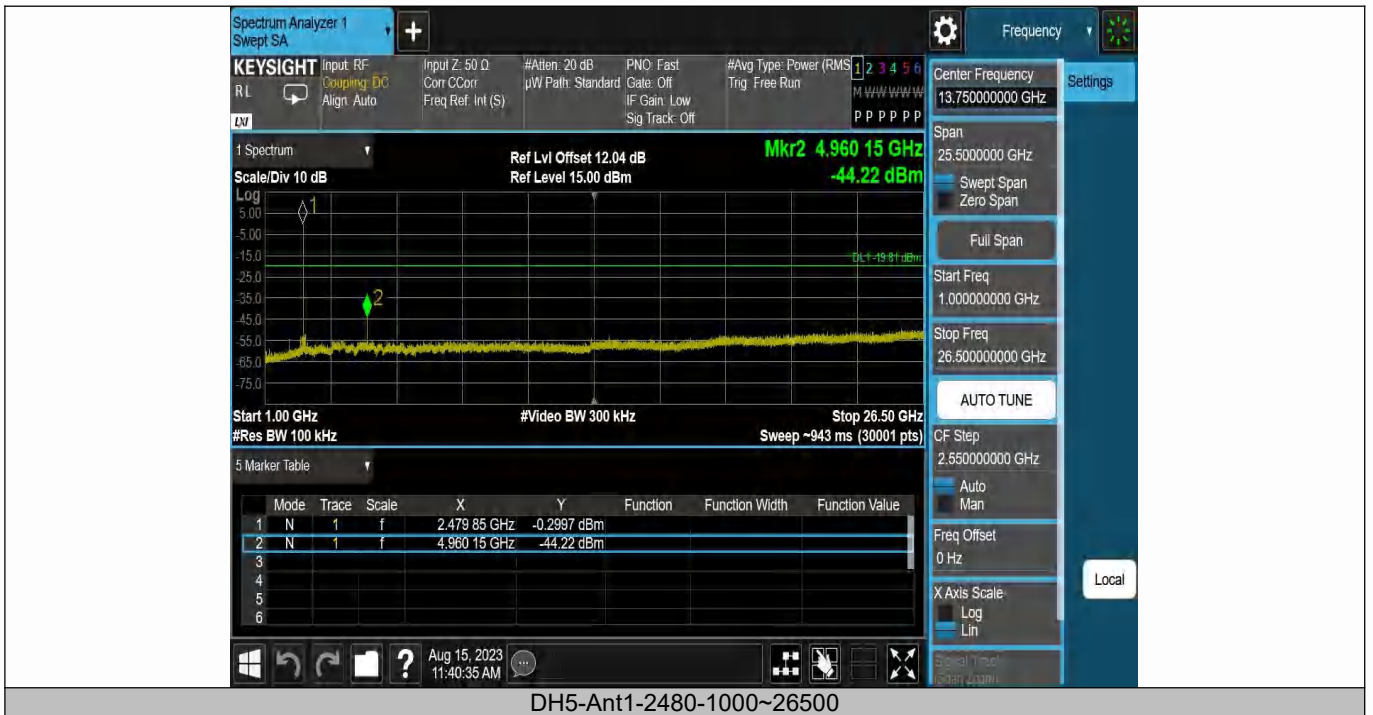 Spectrum Analyzer 1
Swept SA
+
Frequency
KEYSIGHT
RL
LXI
Input: RF
Coupling: DC
Align: Auto
Input Z: 50 Ω
Corr CCorr
Freq Ref: Int (S)
#Atten: 20 dB
µW Path: Standard
PNO: Fast
Gate: Off
IF Gain: Low
Sig Track: Off
#Avg Type: Power (RMS
Trig: Free Run
1 2 3 4 5 6
M W W W W W
P P P P P P
1 Spectrum
Scale/Div 10 dB
Ref Lvl Offset 12.04 dB
Ref Level 15.00 dBm
Mkr2 4.960 15 GHz
-44.22 dBm
Log
5.00
-5.00
-15.0
-25.0
-35.0
-45.0
-55.0
-65.0
-75.0
1
2
DL1 -19.81 dBm
Start 1.00 GHz
#Res BW 100 kHz
#Video BW 300 kHz
Stop 26.50 GHz
Sweep ~943 ms (30001 pts)
5 Marker Table
Mode Trace Scale X Y Function Function Width Function Value
1 N 1 f 2.479 85 GHz -0.2997 dBm
2 N 1 f 4.960 15 GHz -44.22 dBm
3
4
5
6
Center Frequency
13.750000000 GHz
Settings
Span
25.5000000 GHz
Swept Span
Zero Span
Full Span
Start Freq
1.000000000 GHz
Stop Freq
26.500000000 GHz
AUTO TUNE
CF Step
2.550000000 GHz
Auto
Man
Freq Offset
0 Hz
X Axis Scale
Log
Lin
Signal Track
(Span Zoom)
Local
?
Aug 15, 2023
11:40:35 AM
DH5-Ant1-2480-1000~26500